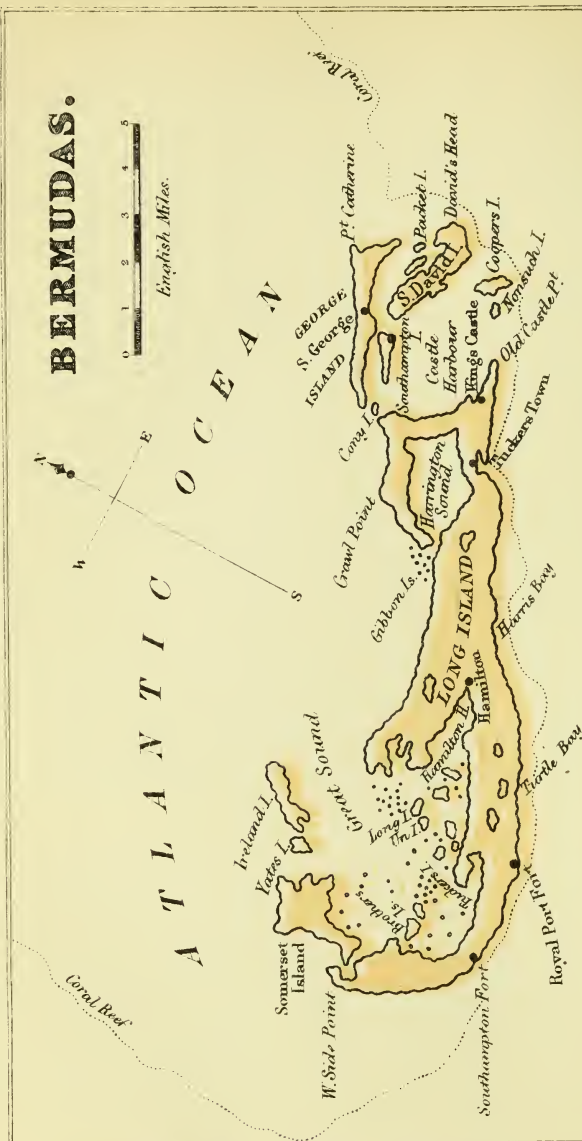 BERMUDAS.
0 1 2 3 4 5
English Miles.
N
E
W
S
ATLANTIC OCEAN
Coral Reef
Coral Reef
Pt. Catherine
GEORGE
S. George
ISLAND
Packet I.
S. David I.
David's Head
Coopers I.
Nonsuch I.
Southampton I.
Castle
Harbour
Kings Castle
Old Castle Pt.
Cony I.
Tuckers Town
Harrington
Sound
Crawl Point
Gibbon Is.
LONG ISLAND
Harris Bay
Hamilton H.
Hamilton
Turtle Bay
Great Sound
Long I.
Un I.
Tuckers I.
Brothers
Is.
Ireland I.
Yates I.
Somerset
Island
W. Side Point
Southampton Fort
Royal Port Fort